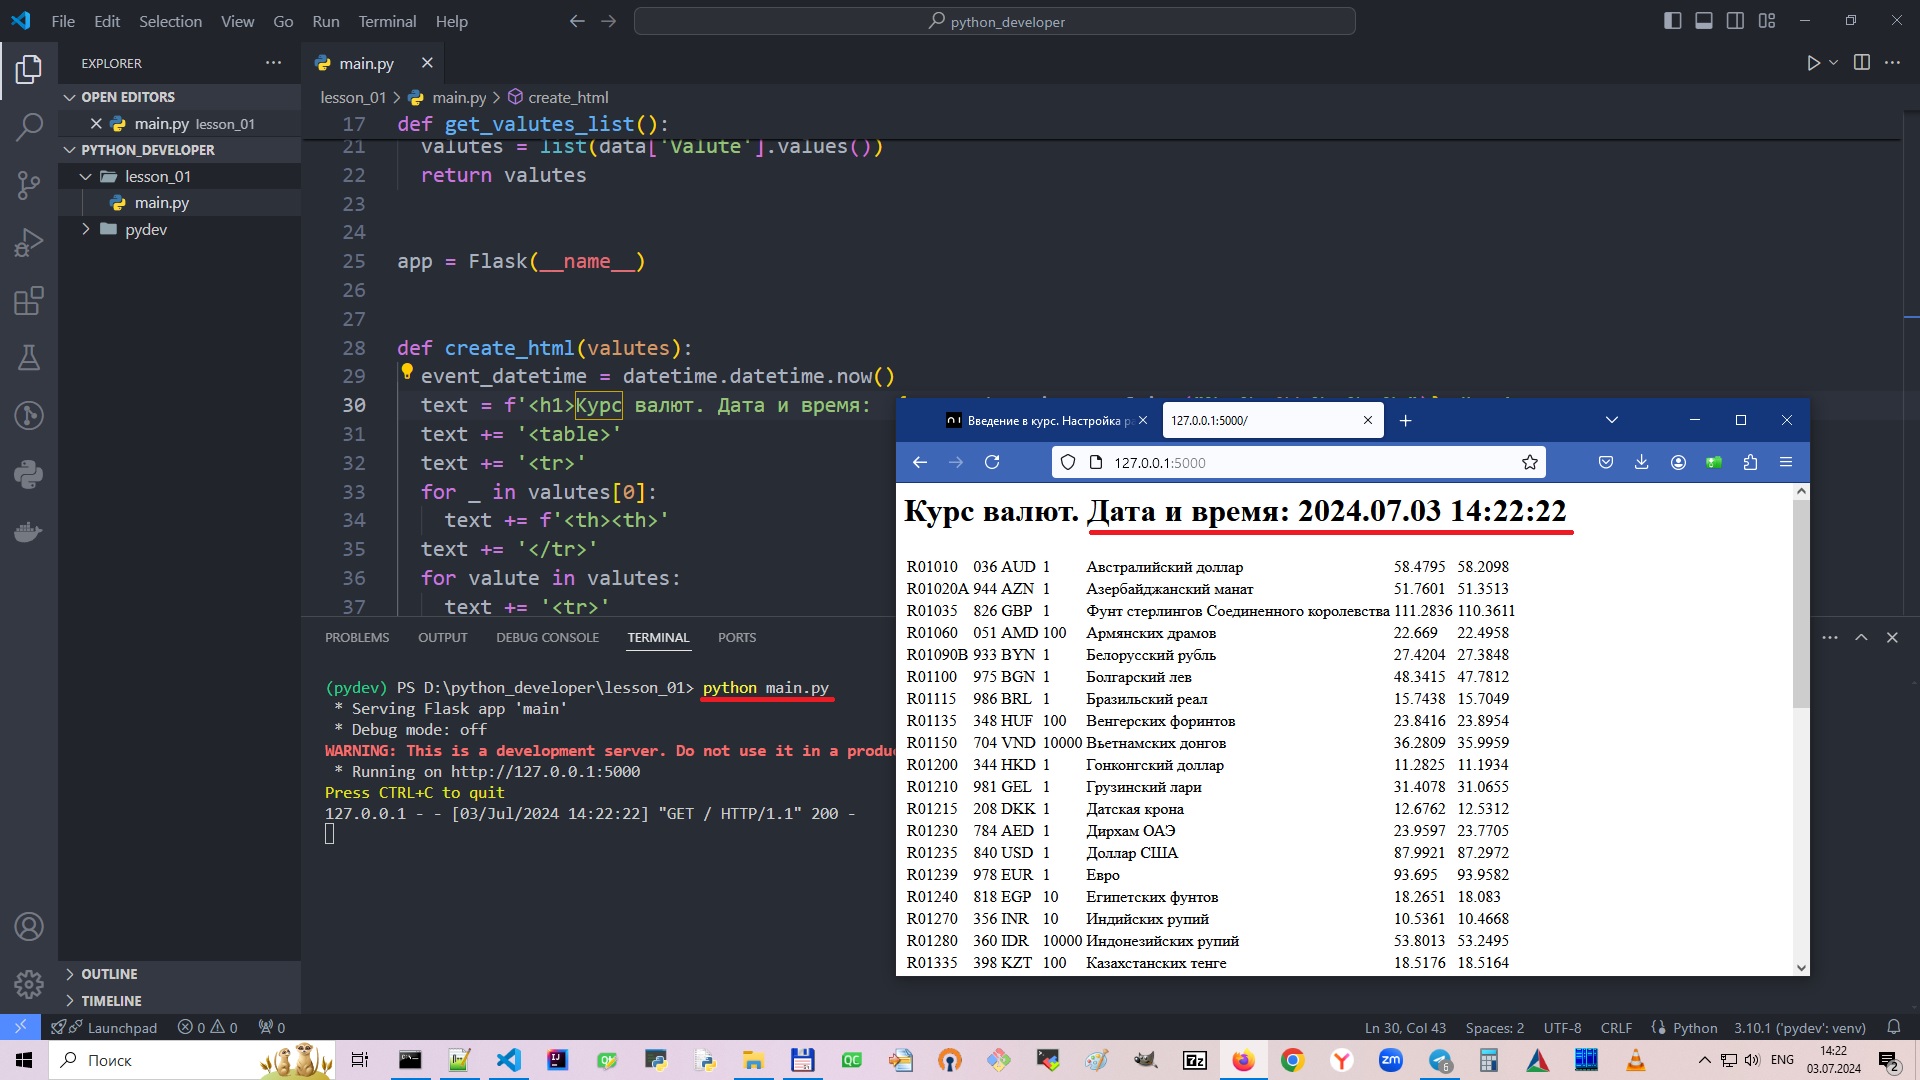 File Edit Selection View Go Run Terminal Help
python_developer
EXPLORER
OPEN EDITORS
main.py lesson_01
PYTHON_DEVELOPER
lesson_01
main.py
pydev
OUTLINE
TIMELINE
main.py
lesson_01 > main.py > create_html
17 def get_valutes_list():
21 valutes = list(data['Valute'].values())
22 return valutes
23
24
25 app = Flask(__name__)
26
27
28 def create_html(valutes):
29 event_datetime = datetime.datetime.now()
30 text = f'<h1>Курс валют. Дата и время:
31 text += '<table>'
32 text += '<tr>'
33 for _ in valutes[0]:
34 text += f'<th><th>'
35 text += '</tr>'
36 for valute in valutes:
37 text += '<tr>'
PROBLEMS OUTPUT DEBUG CONSOLE TERMINAL PORTS
(pydev) PS D:\python_developer\lesson_01> python main.py
* Serving Flask app 'main'
* Debug mode: off
WARNING: This is a development server. Do not use it in a produ
* Running on http://127.0.0.1:5000
Press CTRL+C to quit
127.0.0.1 - - [03/Jul/2024 14:22:22] "GET / HTTP/1.1" 200 -
Введение в курс. Настройка
127.0.0.1:5000/
127.0.0.1:5000
Курс валют. Дата и время: 2024.07.03 14:22:22
R01010 036 AUD 1 Австралийский доллар 58.4795 58.2098
R01020A 944 AZN 1 Азербайджанский манат 51.7601 51.3513
R01035 826 GBP 1 Фунт стерлингов Соединенного королевства 111.2836 110.3611
R01060 051 AMD 100 Армянских драмов 22.669 22.4958
R01090B 933 BYN 1 Белорусский рубль 27.4204 27.3848
R01100 975 BGN 1 Болгарский лев 48.3415 47.7812
R01115 986 BRL 1 Бразильский реал 15.7438 15.7049
R01135 348 HUF 100 Венгерских форинтов 23.8416 23.8954
R01150 704 VND 10000 Вьетнамских донгов 36.2809 35.9959
R01200 344 HKD 1 Гонконгский доллар 11.2825 11.1934
R01210 981 GEL 1 Грузинский лари 31.4078 31.0655
R01215 208 DKK 1 Датская крона 12.6762 12.5312
R01230 784 AED 1 Дирхам ОАЭ 23.9597 23.7705
R01235 840 USD 1 Доллар США 87.9921 87.2972
R01239 978 EUR 1 Евро 93.695 93.9582
R01240 818 EGP 10 Египетских фунтов 18.2651 18.083
R01270 356 INR 10 Индийских рупий 10.5361 10.4668
R01280 360 IDR 10000 Индонезийских рупий 53.8013 53.2495
R01335 398 KZT 100 Казахстанских тенге 18.5176 18.5164
Launchpad 0 0 0
Ln 30, Col 43 Spaces: 2 UTF-8 CRLF Python 3.10.1 ('pydev': venv)
Поиск
QC
7z
zm
6
ENG
14:22
03.07.2024
2